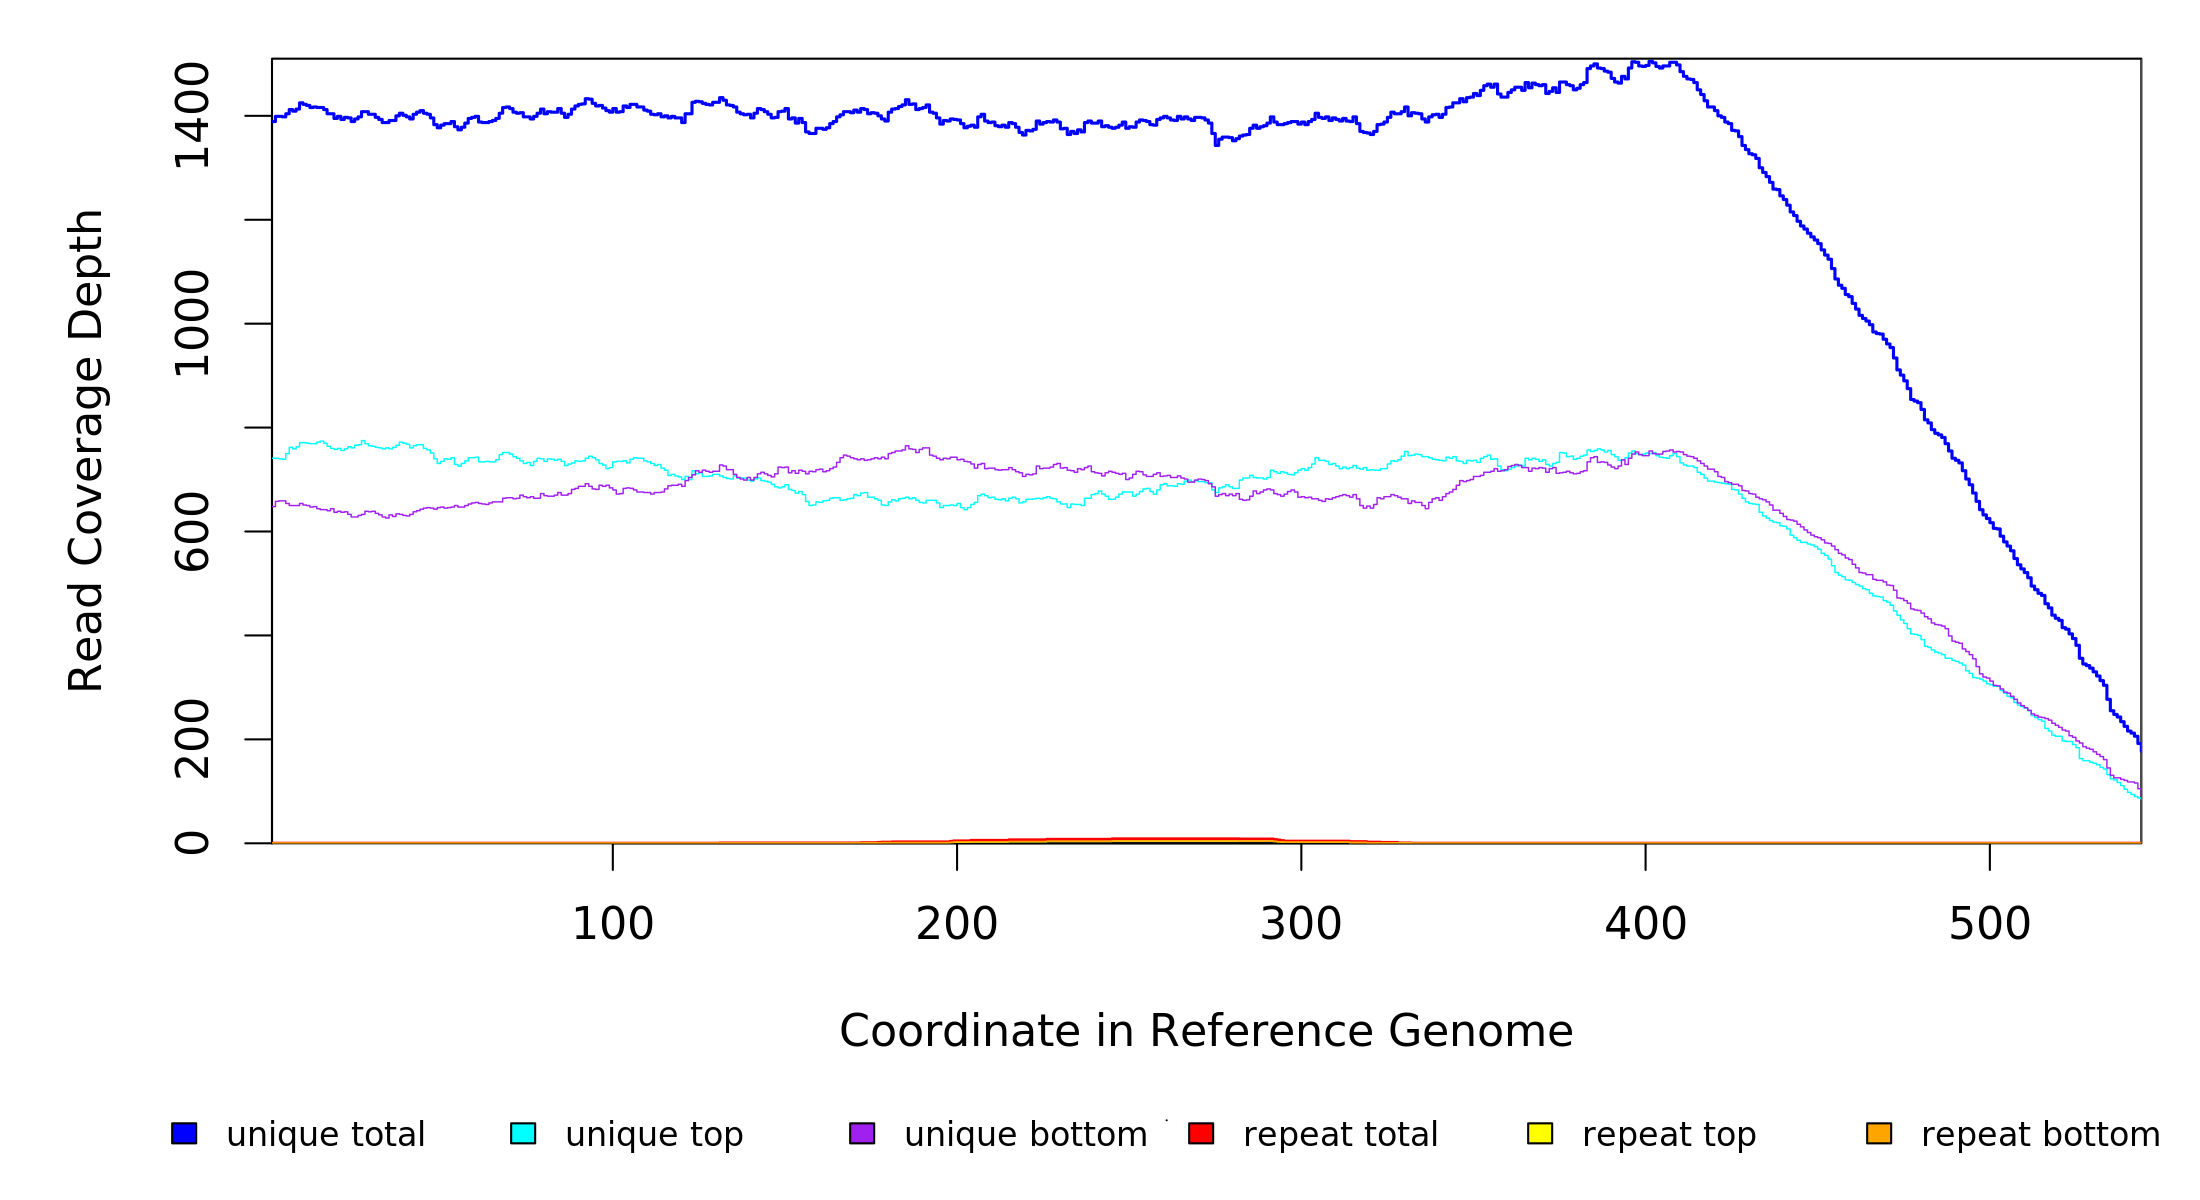 1400
1000
600
200
0
Read Coverage Depth
100 200 300 400 500
Coordinate in Reference Genome
unique total unique top unique bottom repeat total repeat top repeat bottom